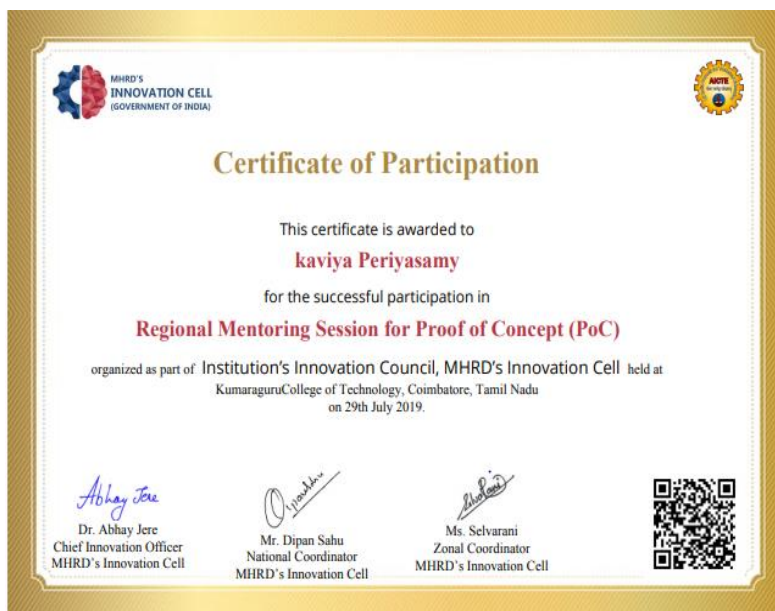 MHRD'S
INNOVATION CELL
(GOVERNMENT OF INDIA)
AICTE
Certificate of Participation
This certificate is awarded to
kaviya Periyasamy
for the successful participation in
Regional Mentoring Session for Proof of Concept (PoC)
organized as part of Institution's Innovation Council, MHRD's Innovation Cell held at
KumaraguruCollege of Technology, Coimbatore, Tamil Nadu
on 29th July 2019.
Abhay Jere
Dr. Abhay Jere
Chief Innovation Officer
MHRD's Innovation Cell
Mr. Dipan Sahu
National Coordinator
MHRD's Innovation Cell
Ms. Selvarani
Zonal Coordinator
MHRD's Innovation Cell